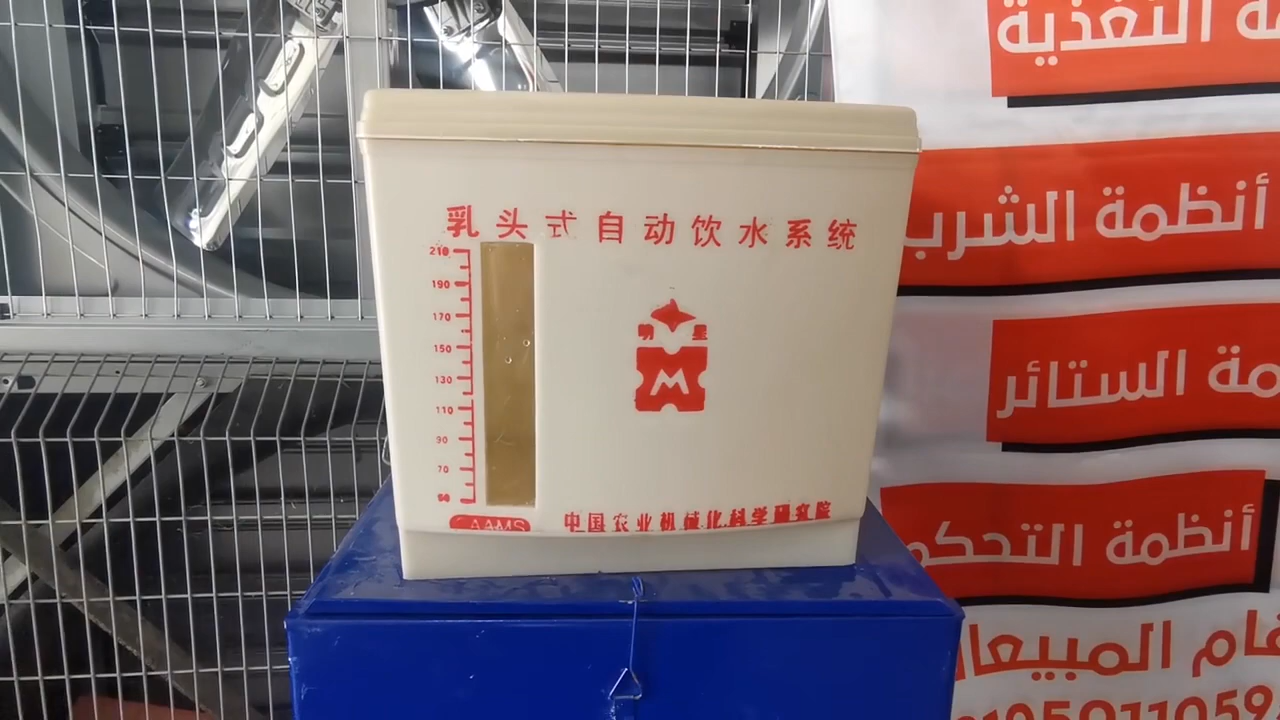 乳头式自动饮水系统
210
190
170
150
130
110
90
70
50
明星
M
CAAMS
中国农业机械化科学研究院
التغذية
أنظمة الشرب
الستائر
أنظمة التحكم